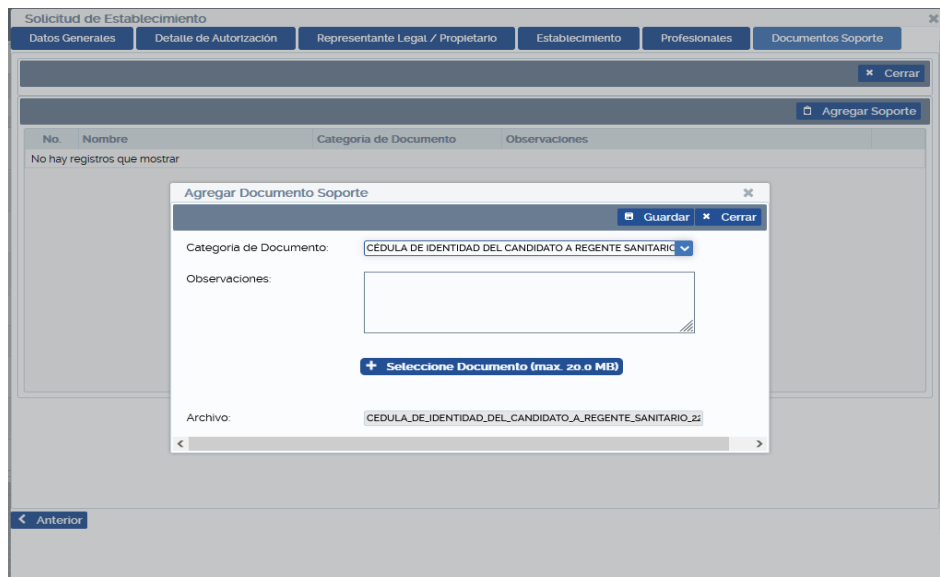 Solicitud de Establecimiento
Datos Generales Detalle de Autorización Representante Legal / Propietario Establecimiento Profesionales Documentos Soporte
Cerrar
Agregar Soporte
No. Nombre Categoria de Documento Observaciones
No hay registros que mostrar
Agregar Documento Soporte
Guardar Cerrar
Categoria de Documento: CÉDULA DE IDENTIDAD DEL CANDIDATO A REGENTE SANITARIO
Observaciones:
Seleccione Documento (max. 20.0 MB)
Archivo: CEDULA_DE_IDENTIDAD_DEL_CANDIDATO_A_REGENTE_SANITARIO_22
Anterior